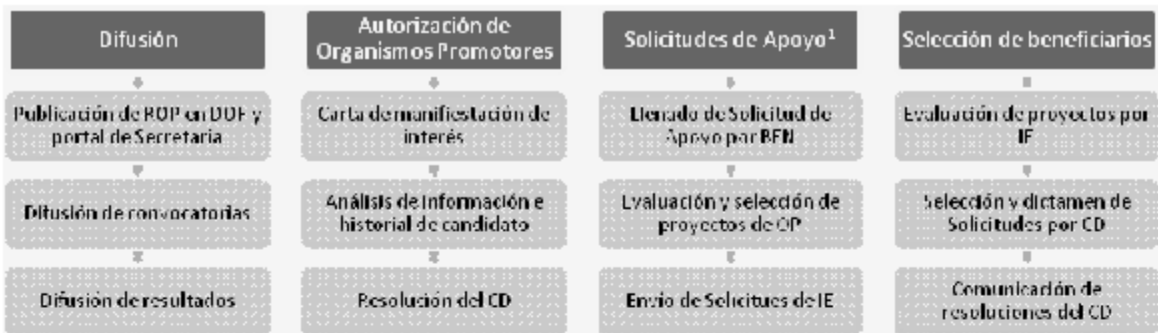 Difusión
Publicación de ROP en DOF y
portal de Secretaria
Difusión de convocatorias
Difusión de resultados
Autorización de
Organismos Promotores
Carta de manifiestación de
interés
Análisis de información e
historial de candidato
Resolución del CD
Solicitudes de Apoyo¹
Llenado de Solicitud de
Apoyo por BEN
Evaluación y selección de
proyectos de OP
Envío de Solicitues de IE
Selección de beneficiarios
Evaluación de proyectos por
IE
Selección y dictamen de
Solicitudes por CD
Comunicación de
resoluciones del CD